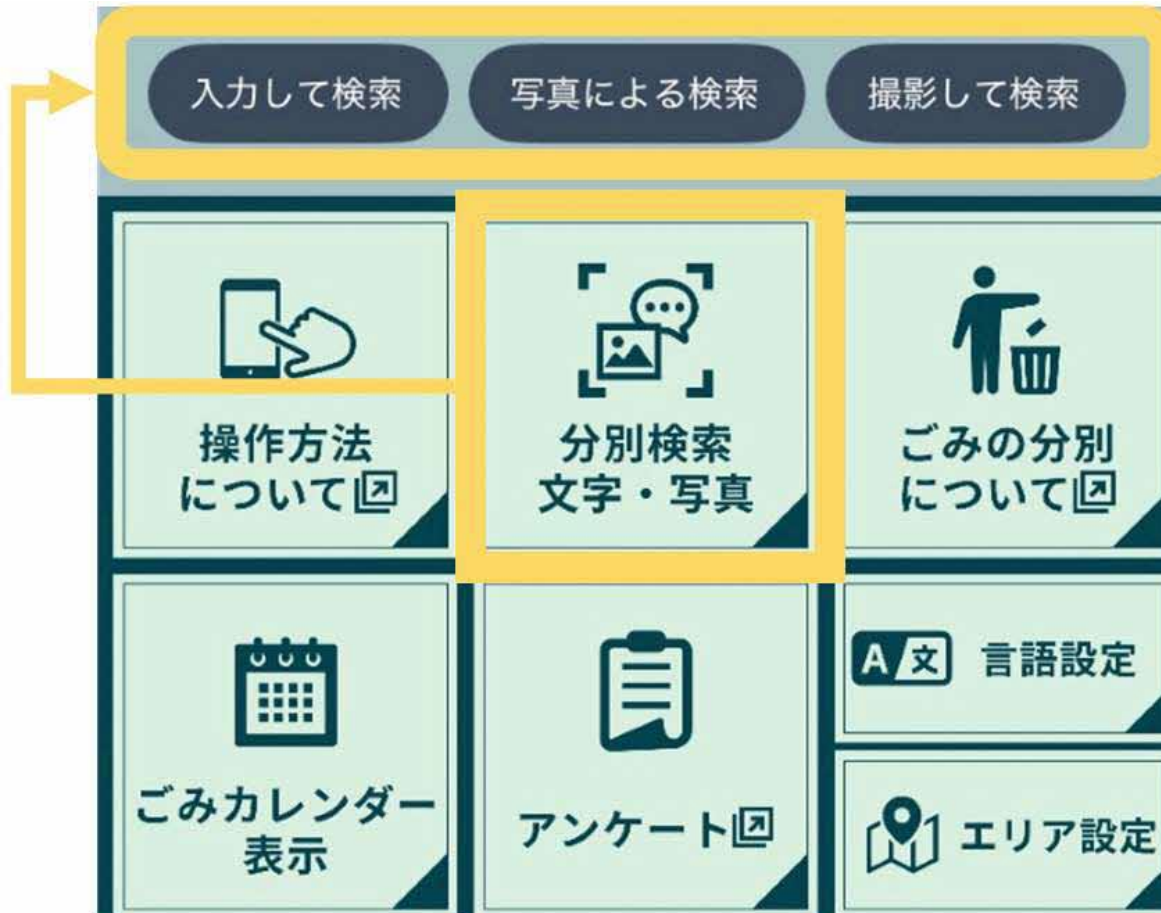 入力して検索
写真による検索
撮影して検索
操作方法
について
分別検索
文字・写真
ごみの分別
について
ごみカレンダー
表示
アンケート
A/文
言語設定
エリア設定